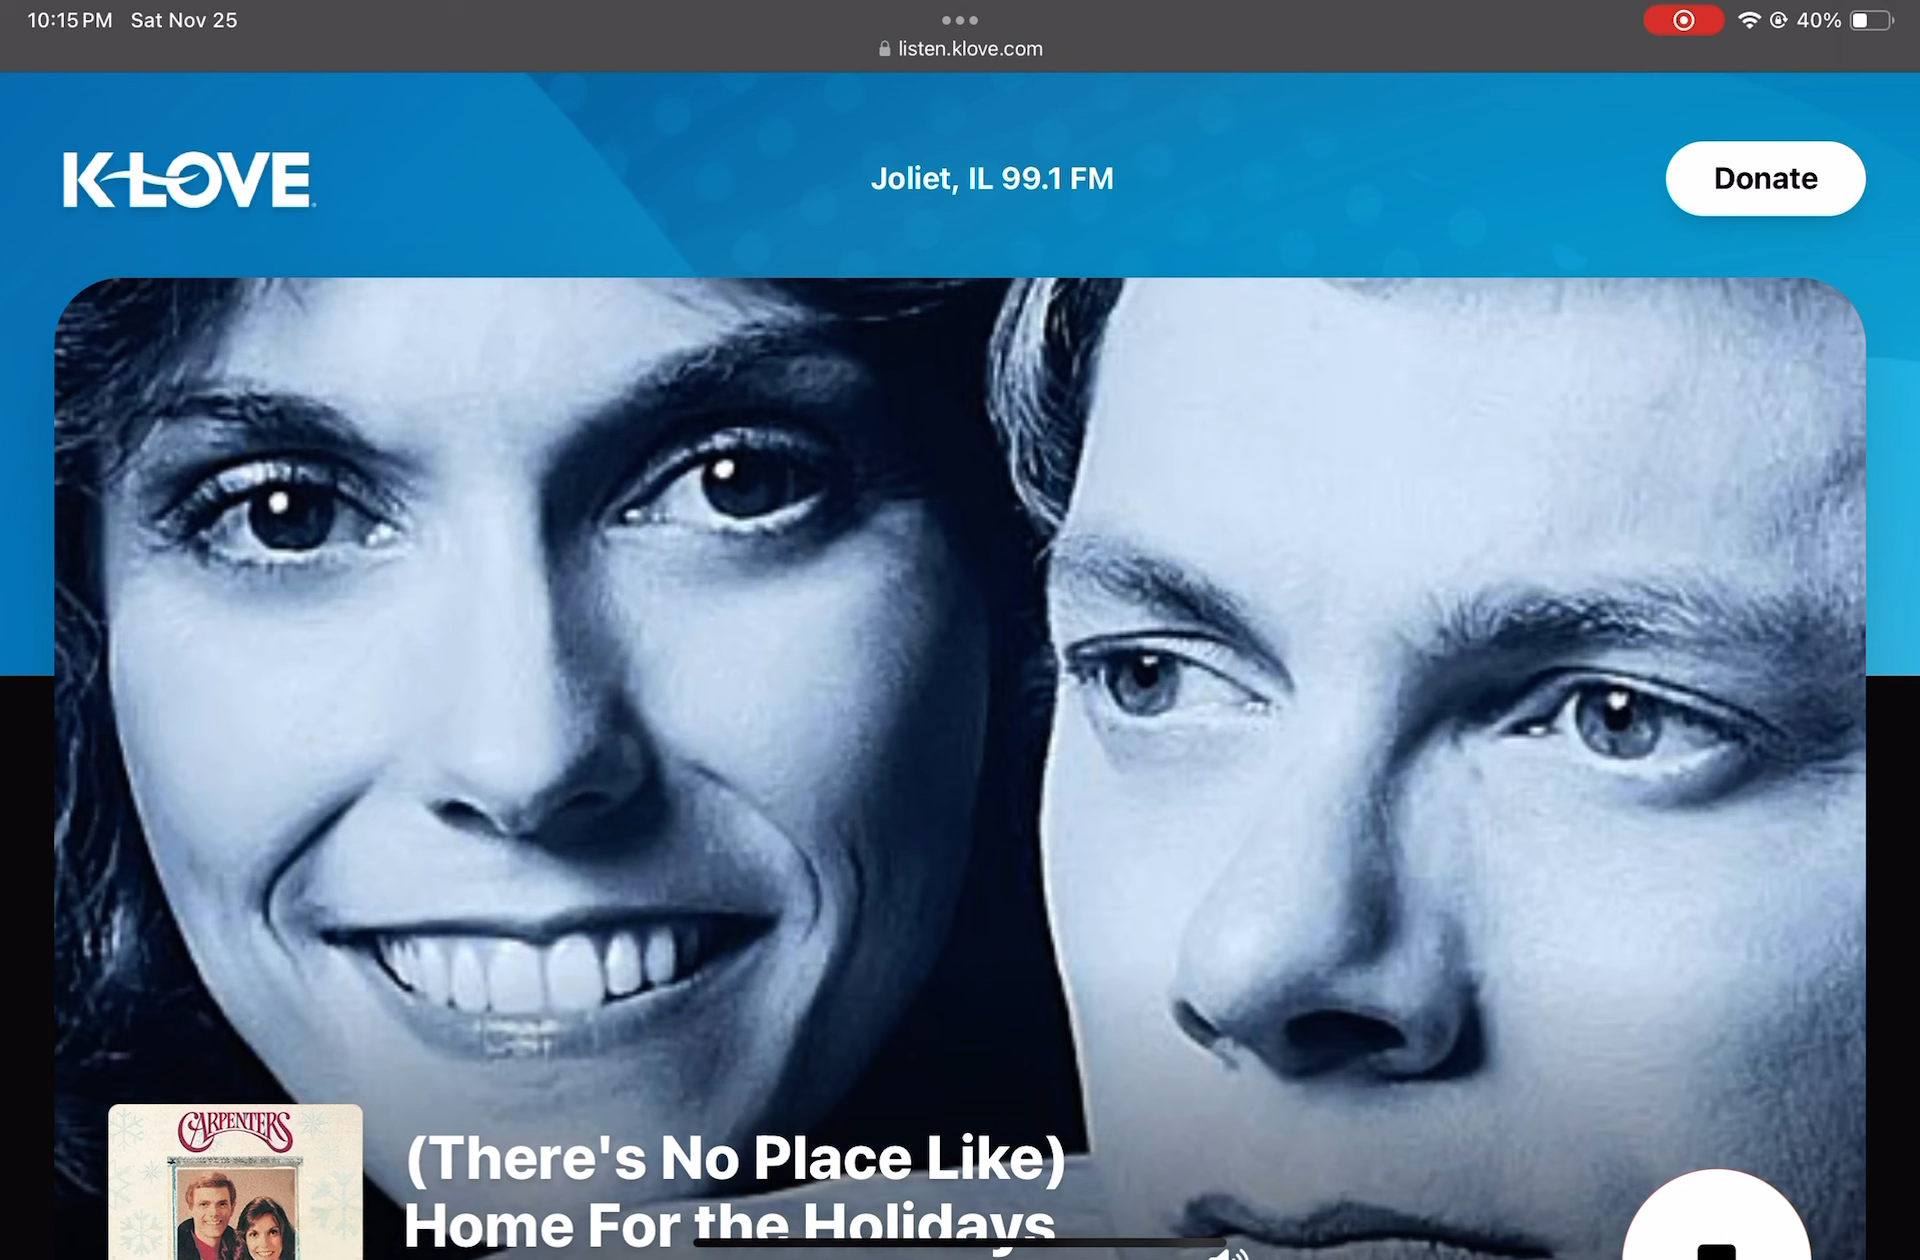 10:15 PM Sat Nov 25
40%
listen.klove.com
K-LOVE
Joliet, IL 99.1 FM
Donate
CARPENTERS
(There's No Place Like)
Home For the Holidays